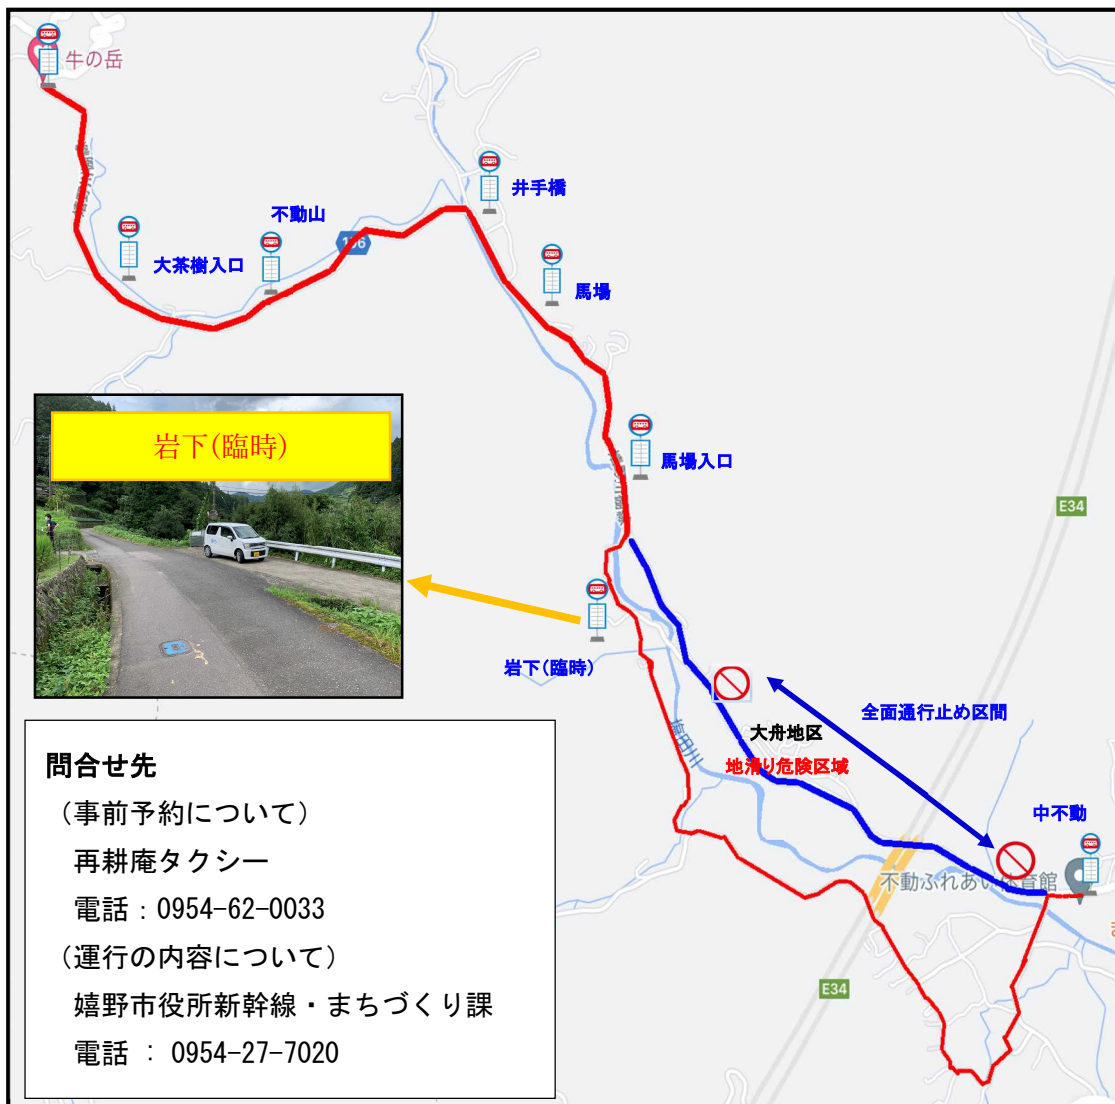 牛の岳
井手橋
不動山
106
大茶樹入口
馬場
岩下(臨時)
馬場入口
E34
岩下(臨時)
全面通行止め区間
大舟地区
塩田川
地滑り危険区域
中不動
不動ふれあい体育館
E34
問合せ先
(事前予約について)
再耕庵タクシー
電話：0954-62-0033
(運行の内容について)
嬉野市役所新幹線・まちづくり課
電話 ： 0954-27-7020